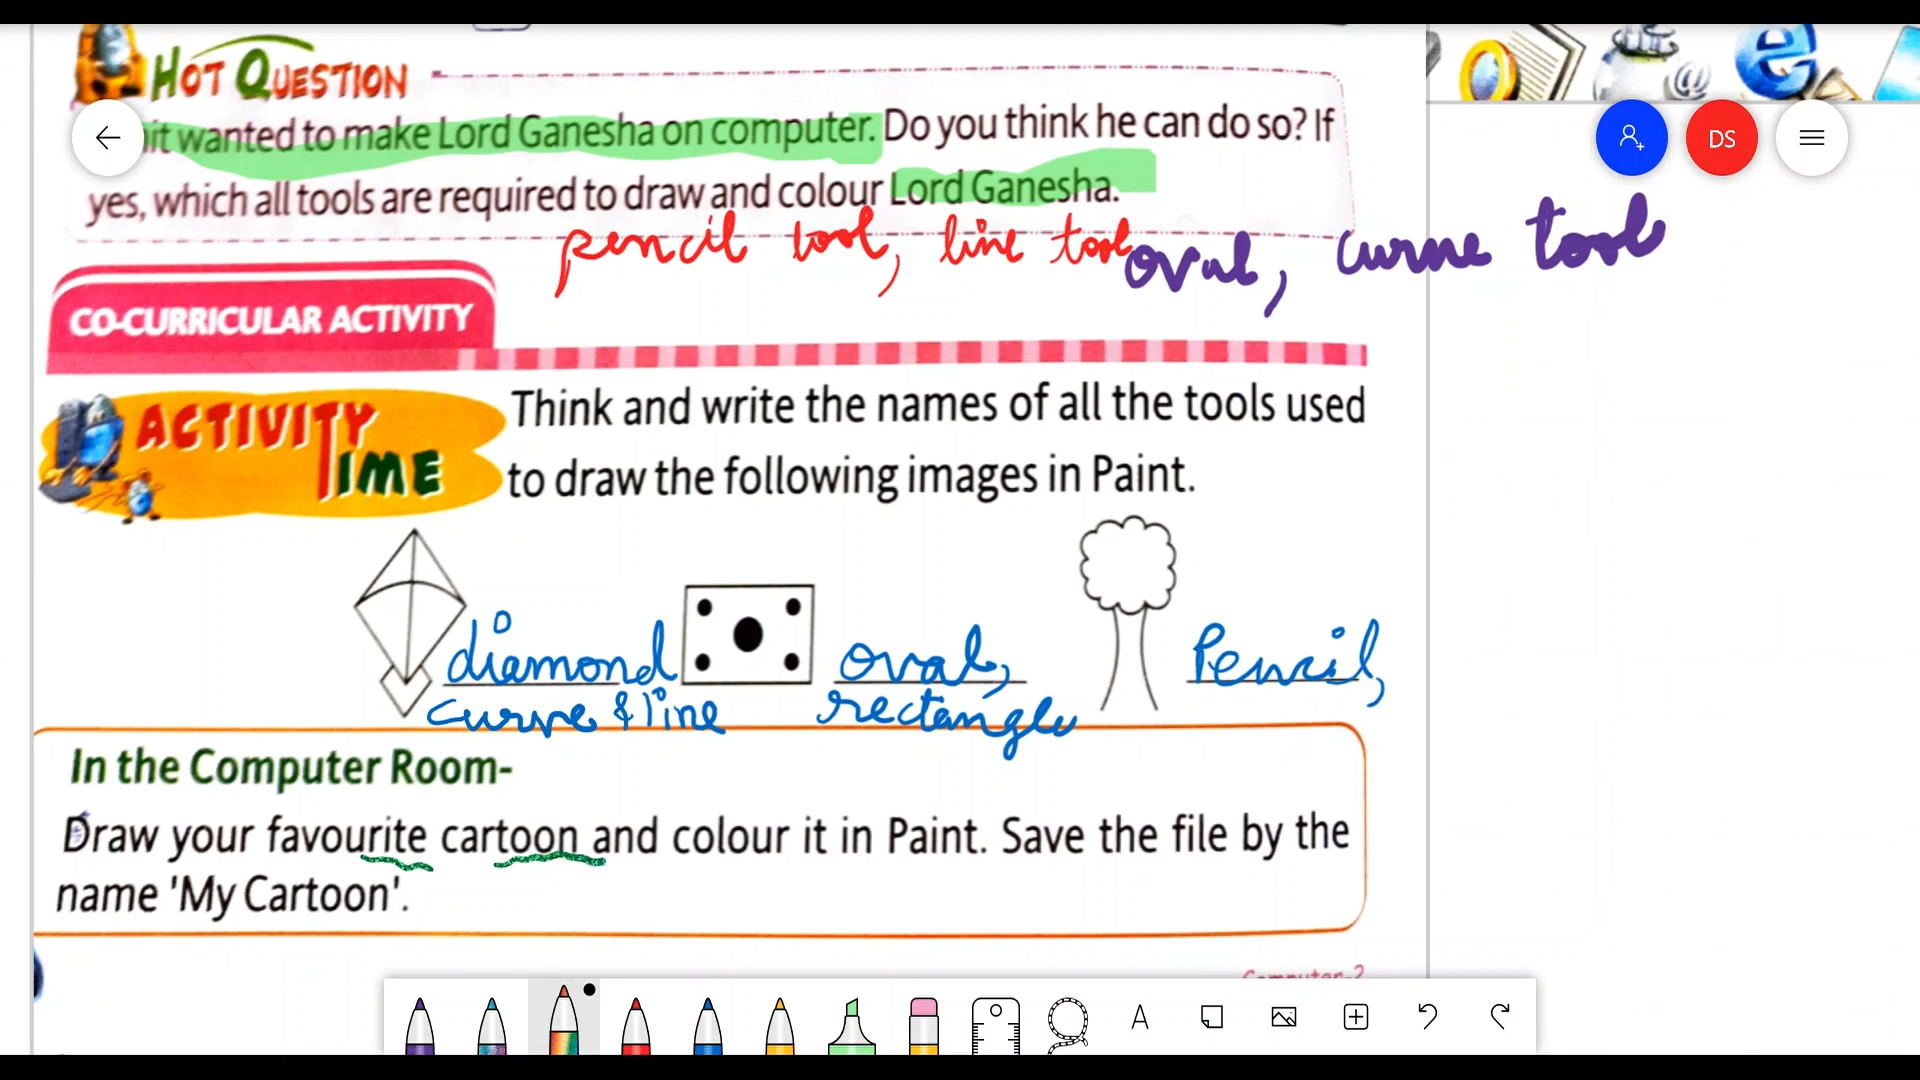 HOT QUESTION
it wanted to make Lord Ganesha on computer. Do you think he can do so? If
yes, which all tools are required to draw and colour Lord Ganesha.
pencil tool, line tool oval, curve tool
CO-CURRICULAR ACTIVITY
ACTIVITY TIME
Think and write the names of all the tools used
to draw the following images in Paint.
diamond
curve & line
oval,
rectangle
Pencil,
In the Computer Room-
Draw your favourite cartoon and colour it in Paint. Save the file by the
name 'My Cartoon'.
Computer-2
DS
@
e
A